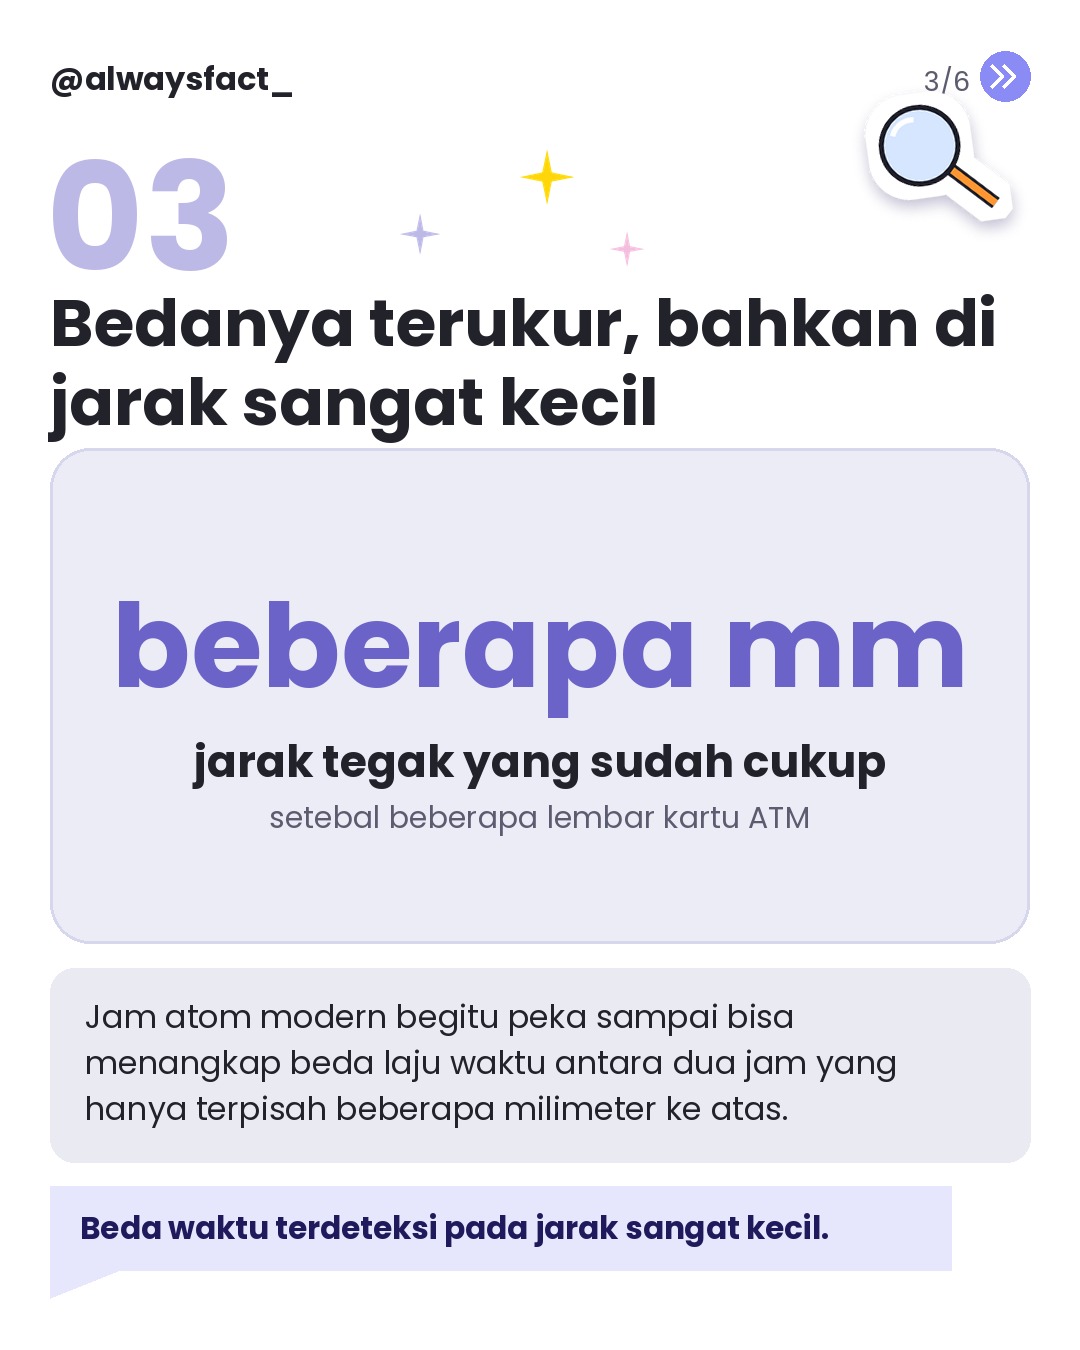 @alwaysfact_
3/6
03
Bedanya terukur, bahkan di
jarak sangat kecil
beberapa mm
jarak tegak yang sudah cukup
setebal beberapa lembar kartu ATM
Jam atom modern begitu peka sampai bisa
menangkap beda laju waktu antara dua jam yang
hanya terpisah beberapa milimeter ke atas.
Beda waktu terdeteksi pada jarak sangat kecil.